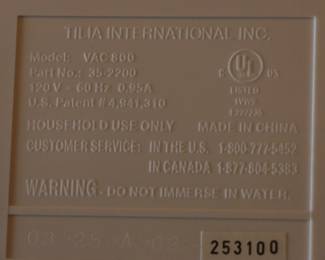 TILIA INTERNATIONAL INC.
Model: VAC 800
Part No.: 35-2200
120 V ~ 60 Hz 0.95A
U.S. Patent # 4,941,310
C UL US
LISTED
HOUSEHOLD USE ONLY - MADE IN CHINA
CUSTOMER SERVICE: IN THE U.S. 1-800-777-5452
IN CANADA 1-877-804-5383
WARNING - DO NOT IMMERSE IN WATER.
253100